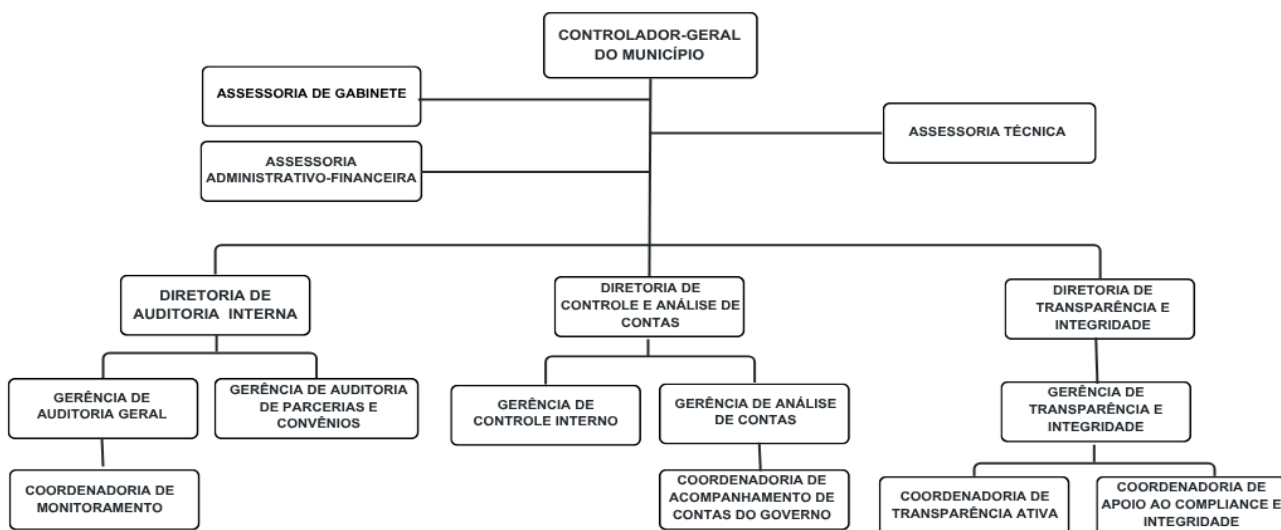 CONTROLADOR-GERAL
DO MUNICÍPIO
ASSESSORIA DE GABINETE
ASSESSORIA TÉCNICA
ASSESSORIA
ADMINISTRATIVO-FINANCEIRA
DIRETORIA DE
AUDITORIA INTERNA
DIRETORIA DE
CONTROLE E ANÁLISE DE
CONTAS
DIRETORIA DE
TRANSPARÊNCIA E
INTEGRIDADE
GERÊNCIA DE
AUDITORIA GERAL
GERÊNCIA DE AUDITORIA
DE PARCERIAS E
CONVÊNIOS
GERÊNCIA DE
CONTROLE INTERNO
GERÊNCIA DE ANÁLISE
DE CONTAS
GERÊNCIA DE
TRANSPARÊNCIA E
INTEGRIDADE
COORDENADORIA DE
MONITORAMENTO
COORDENADORIA DE
ACOMPANHAMENTO DE
CONTAS DO GOVERNO
COORDENADORIA DE
TRANSPARÊNCIA ATIVA
COORDENADORIA DE
APOIO AO COMPLIANCE E
INTEGRIDADE